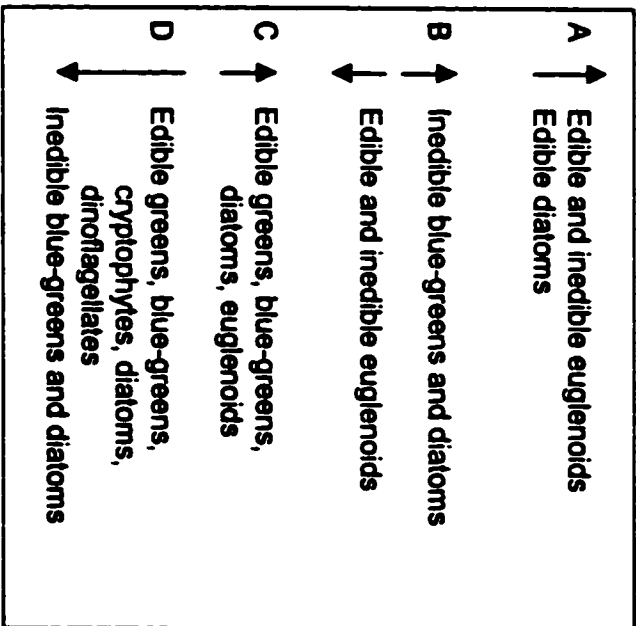 A Edible and inedible euglenoids
Edible diatoms
B Inedible blue-greens and diatoms
Edible and inedible euglenoids
C Edible greens, blue-greens,
diatoms, euglenoids
D Edible greens, blue-greens,
cryptophytes, diatoms,
dinoflagellates
Inedible blue-greens and diatoms